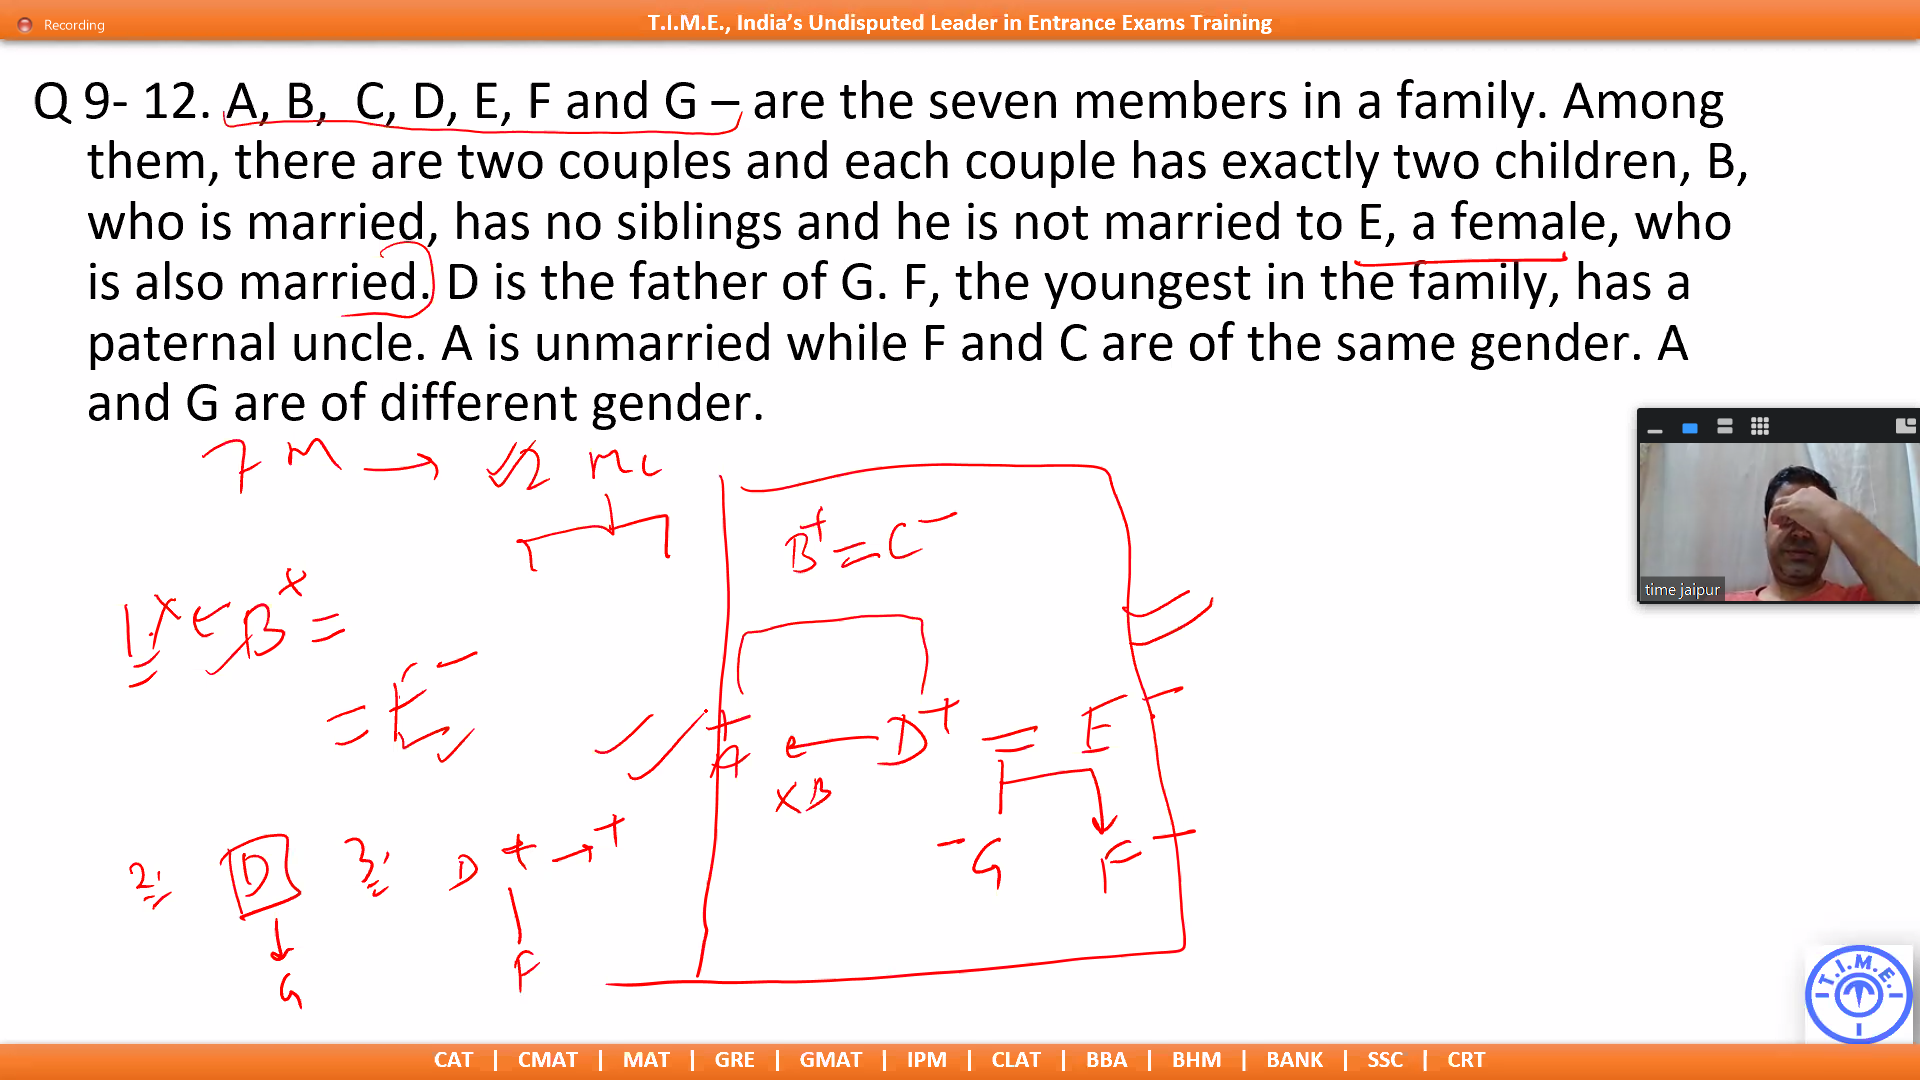 Recording
T.I.M.E., India's Undisputed Leader in Entrance Exams Training
Q 9- 12. A, B, C, D, E, F and G – are the seven members in a family. Among
them, there are two couples and each couple has exactly two children, B,
who is married, has no siblings and he is not married to E, a female, who
is also married. D is the father of G. F, the youngest in the family, has a
paternal uncle. A is unmarried while F and C are of the same gender. A
and G are of different gender.
7 M → 2 MC
B+ = C-
B x =
= E -
+ A ← D+ = E -
x B
- G F -
2. D 3. D + → +
G F
time jaipur
T.I.M.E.
CAT | CMAT | MAT | GRE | GMAT | IPM | CLAT | BBA | BHM | BANK | SSC | CRT